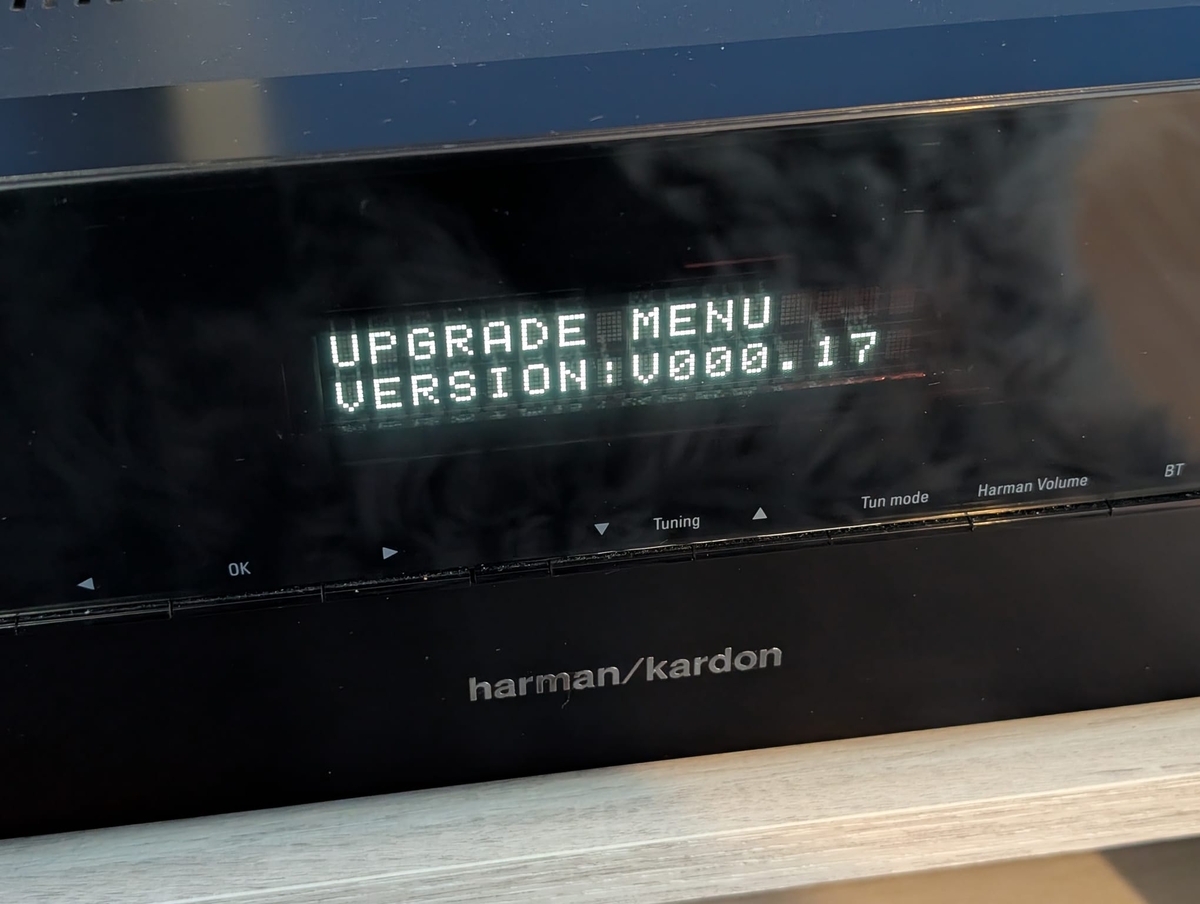 UPGRADE MENU
VERSION:V000.17
◀ OK ▶ ▼ Tuning ▲ Tun mode Harman Volume BT
harman/kardon